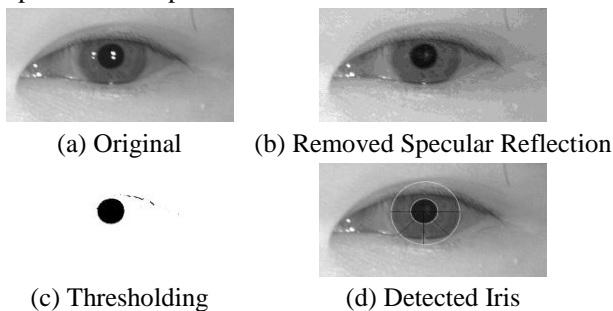 (a) Original
(b) Removed Specular Reflection
(c) Thresholding
(d) Detected Iris